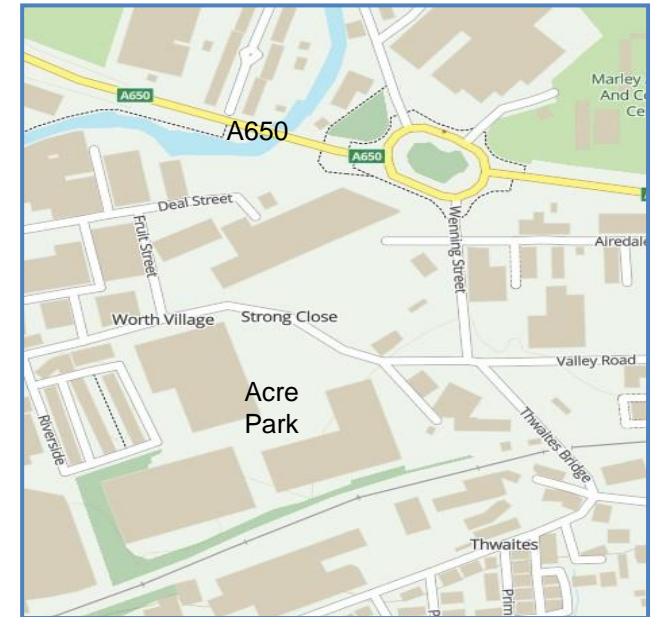 Marley
And Co
Ce
A650
A650
A650
Deal Street
Fruit Street
Wenning Street
Airedale
Worth Village
Strong Close
Valley Road
Acre
Park
Riverside
Thwaites Bridge
Thwaites
Prim